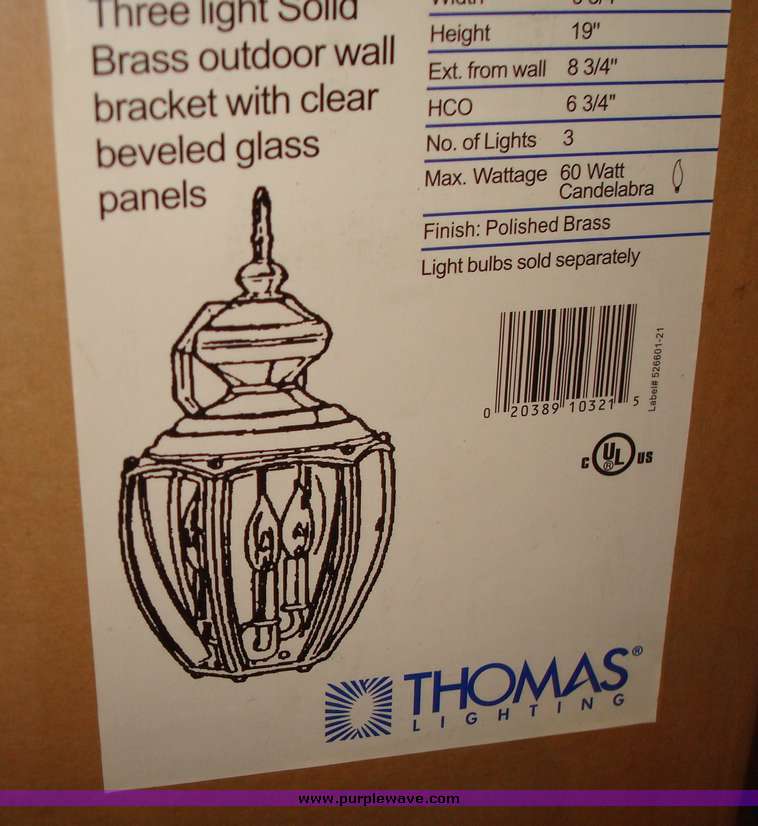 Three light Solid
Brass outdoor wall
bracket with clear
beveled glass
panels
Width
Height 19"
Ext. from wall 8 3/4"
HCO 6 3/4"
No. of Lights 3
Max. Wattage 60 Watt
Candelabra
Finish: Polished Brass
Light bulbs sold separately
0 20389 10321 5
Label# 526601-21
C UL® US
THOMAS®
LIGHTING
www.purplewave.com